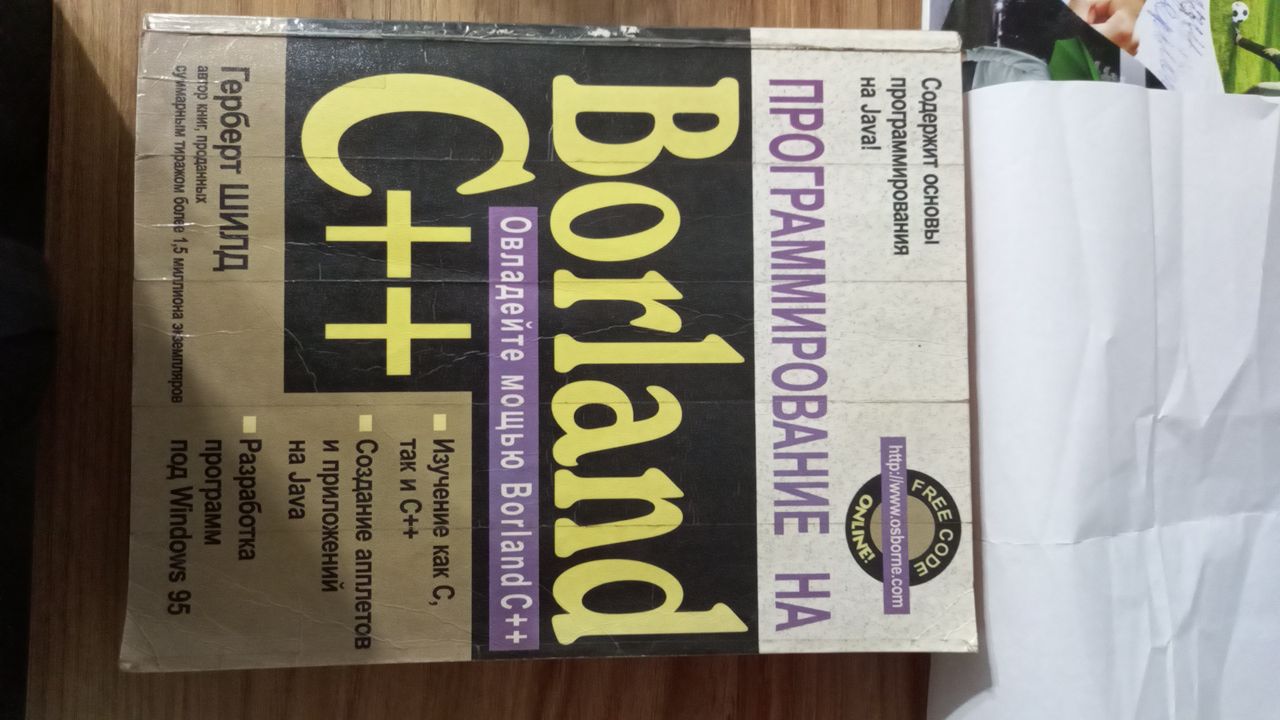 Содержит основы
программирования
на Java!
FREE CODE
http://www.osborne.com
ONLINE!
ПРОГРАММИРОВАНИЕ НА
Borland
C++
Овладейте мощью Borland C++
Изучение как C,
так и C++
Создание апплетов
и приложений
на Java
Разработка
программ
под Windows 95
Герберт ШИЛД
автор книг, проданных
суммарным тиражом более 1,5 миллиона экземпляров